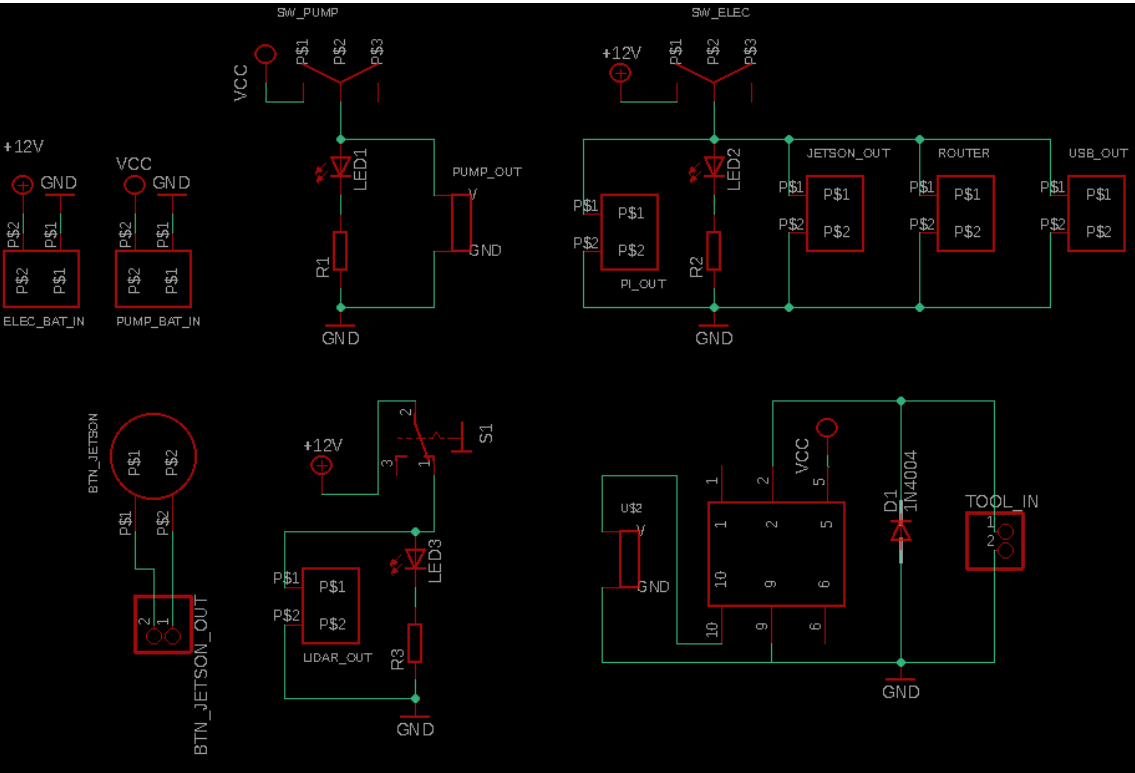 SW_PUMP
P$1
P$2
P$3
VCC
LED1
R1
PUMP_OUT
V
GND
GND
+12V
GND
P$2
P$1
P$2
P$1
ELEC_BAT_IN
VCC
GND
P$2
P$1
P$2
P$1
PUMP_BAT_IN
SW_ELEC
P$1
P$2
P$3
+12V
P$1
P$2
P$1
P$2
PI_OUT
LED2
R2
GND
JETSON_OUT
P$1
P$2
P$1
P$2
ROUTER
P$1
P$2
P$1
P$2
USB_OUT
P$1
P$2
P$1
P$2
BTN_JETSON
P$1
P$2
P$1
P$2
2
1
BTN_JETSON_OUT
+12V
2
3
1
S1
P$1
P$2
P$1
P$2
LIDAR_OUT
LED3
R3
GND
U$2
V
GND
1
2
VCC
5
1
2
5
10
9
6
10
9
6
D1
1N4004
TOOL_IN
1
2
GND